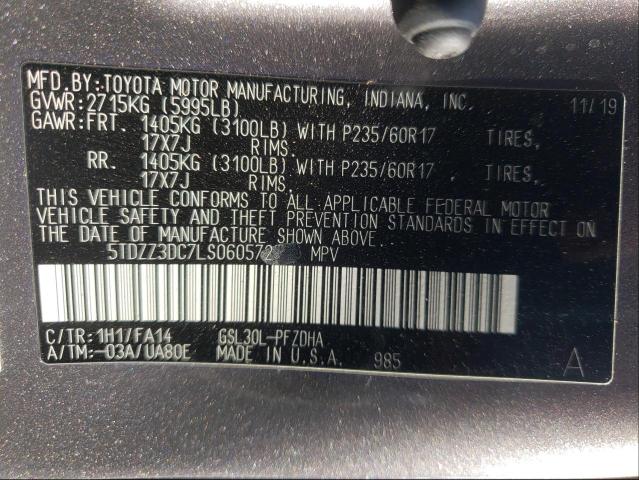 MFD.BY:TOYOTA MOTOR MANUFACTURING, INDIANA, INC. 11/19
GVWR:2715KG (5995LB)
GAWR:FRT. 1405KG (3100LB) WITH P235/60R17 TIRES,
17X7J RIMS.
RR. 1405KG (3100LB) WITH P235/60R17 , TIRES,
17X7J RIMS.
THIS VEHICLE CONFORMS TO ALL APPLICABLE FEDERAL MOTOR
VEHICLE SAFETY AND THEFT PREVENTION STANDARDS IN EFFECT ON
THE DATE OF MANUFACTURE SHOWN ABOVE.
MPV
C/TR:1H1/FA14 GSL30L-PFZDHA
A/TM:-03A/UA80E MADE IN U.S.A. 985 A